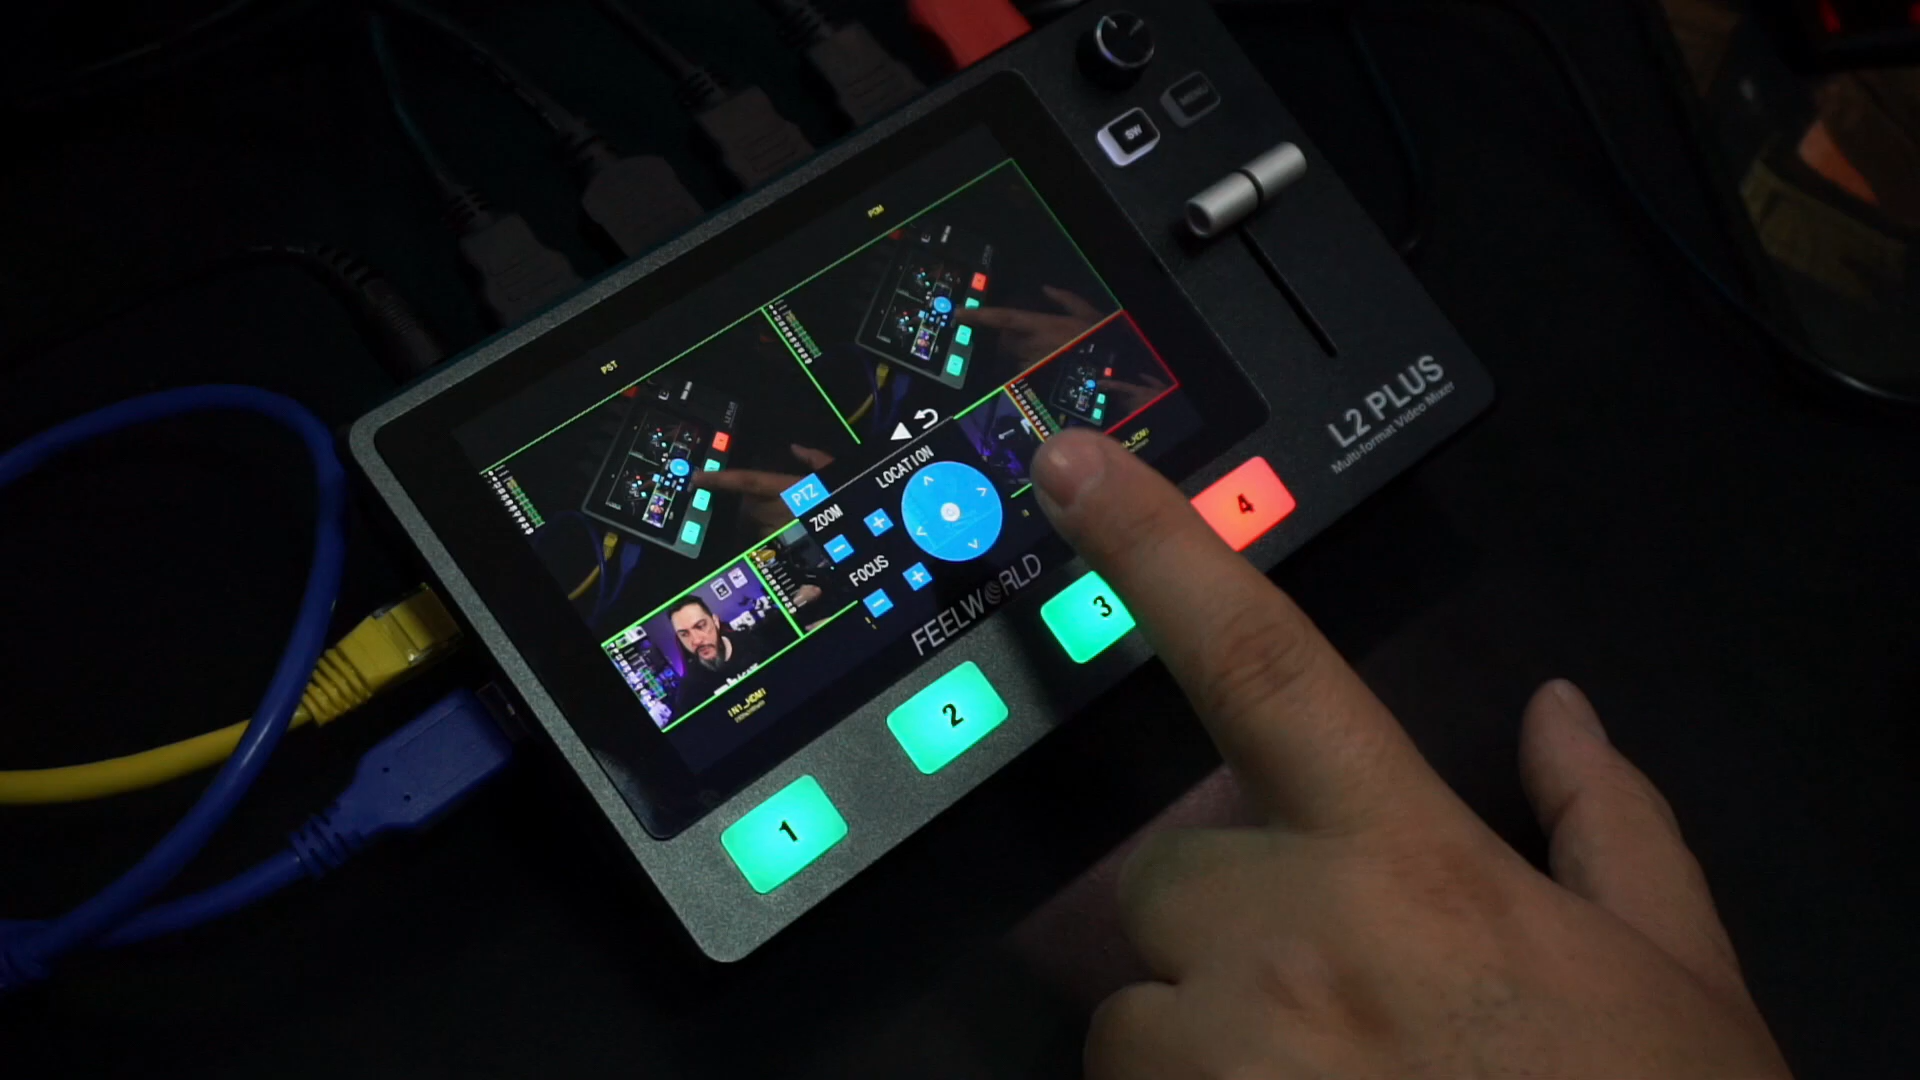 MENU
SW
PGM
PST
L2 PLUS
Multi-format Video Mixer
LOCATION
PTZ
ZOOM
+
-
FOCUS
+
-
FEELWORLD
IN1_HDMI
4
3
2
1